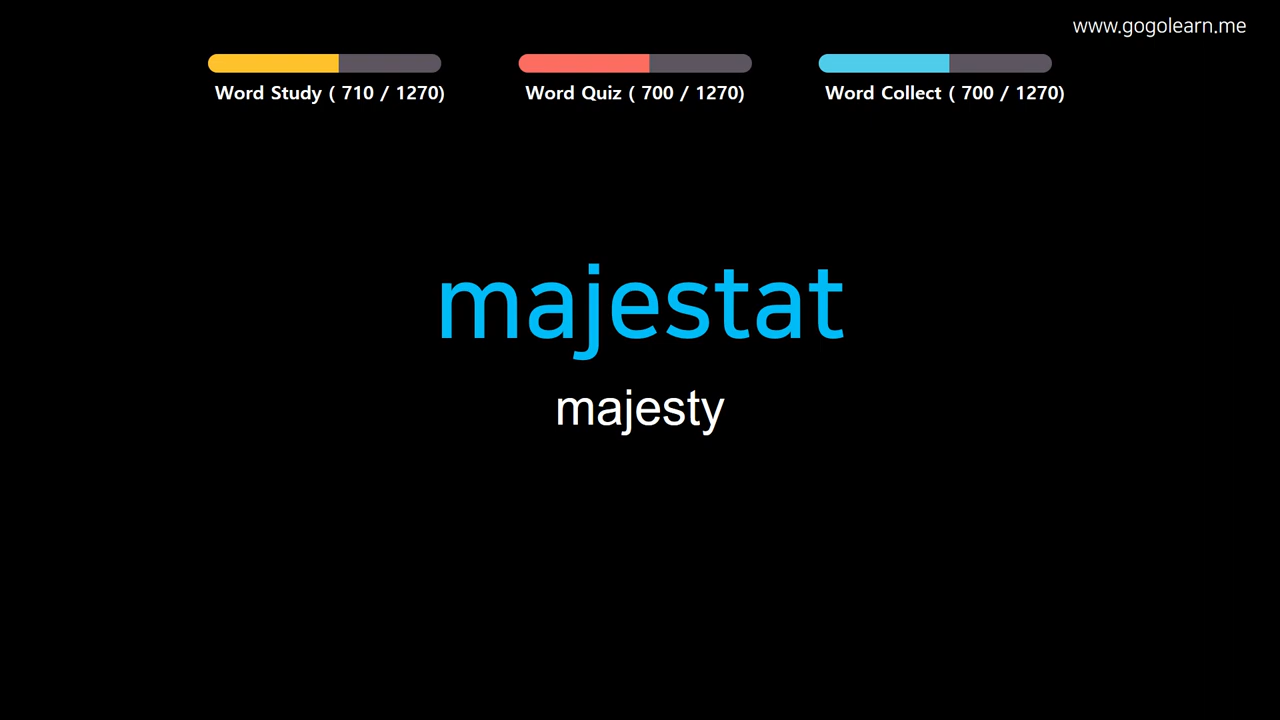 www.gogolearn.me
Word Study ( 710 / 1270)
Word Quiz ( 700 / 1270)
Word Collect ( 700 / 1270)
majestat
majesty